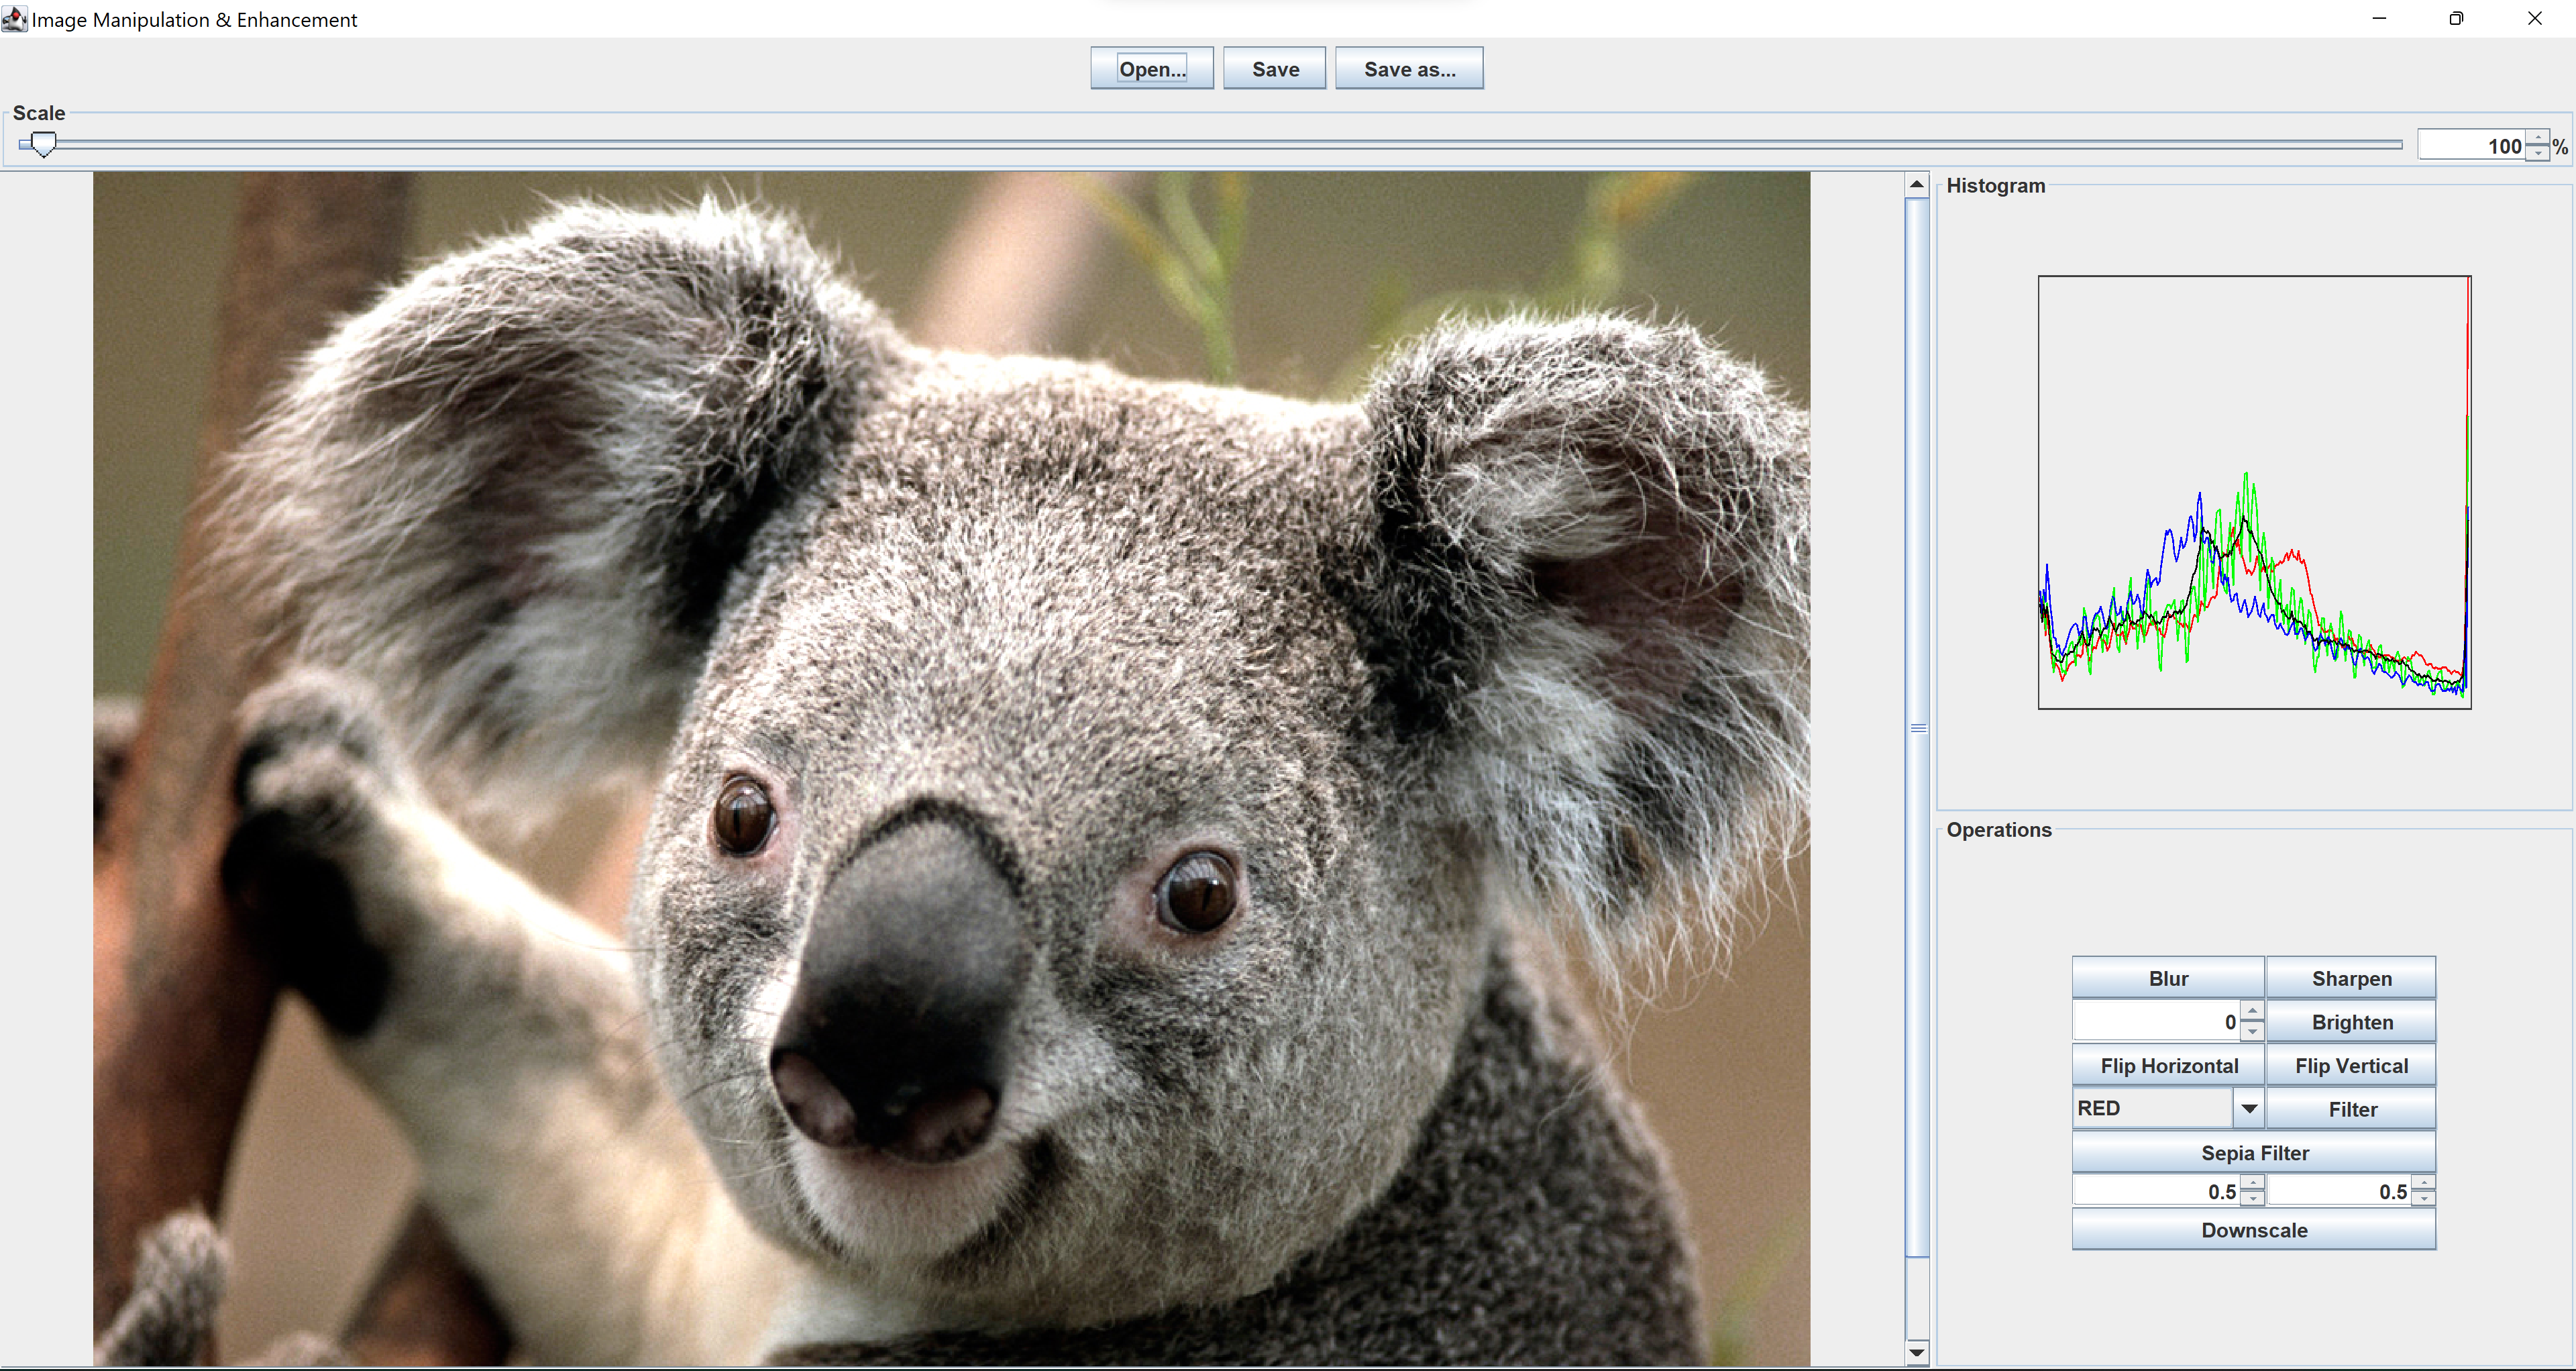 Image Manipulation & Enhancement
Open... Save Save as...
Scale
100 %
Histogram
Operations
Blur Sharpen
0 Brighten
Flip Horizontal Flip Vertical
RED Filter
Sepia Filter
0.5 0.5
Downscale